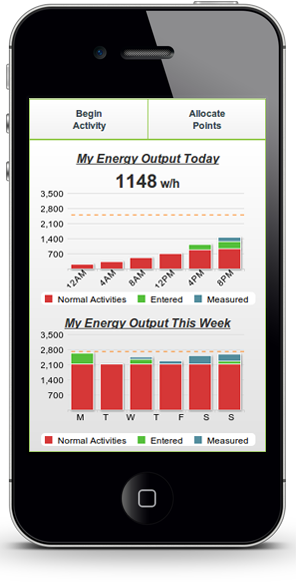 Begin Allocate
Activity Points
My Energy Output Today
1148 w/h
3,500
2,800
2,100
1,400
700
12AM 4AM 8AM 12PM 4PM 8PM
Normal Activities Entered Measured
My Energy Output This Week
3,500
2,800
2,100
1,400
700
M T W T F S S
Normal Activities Entered Measured